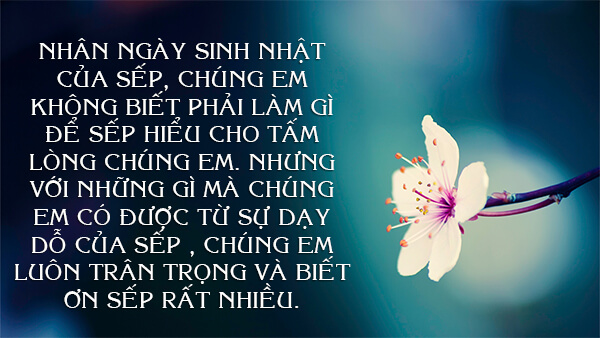 NHÂN NGÀY SINH NHẬT
CỦA SẾP, CHÚNG EM
KHÔNG BIẾT PHẢI LÀM GÌ
ĐỂ SẾP HIỂU CHO TẤM
LÒNG CHÚNG EM. NHƯNG
VỚI NHỮNG GÌ MÀ CHÚNG
EM CÓ ĐƯỢC TỪ SỰ DẠY
DỖ CỦA SẾP , CHÚNG EM
LUÔN TRÂN TRỌNG VÀ BIẾT
ƠN SẾP RẤT NHIỀU.